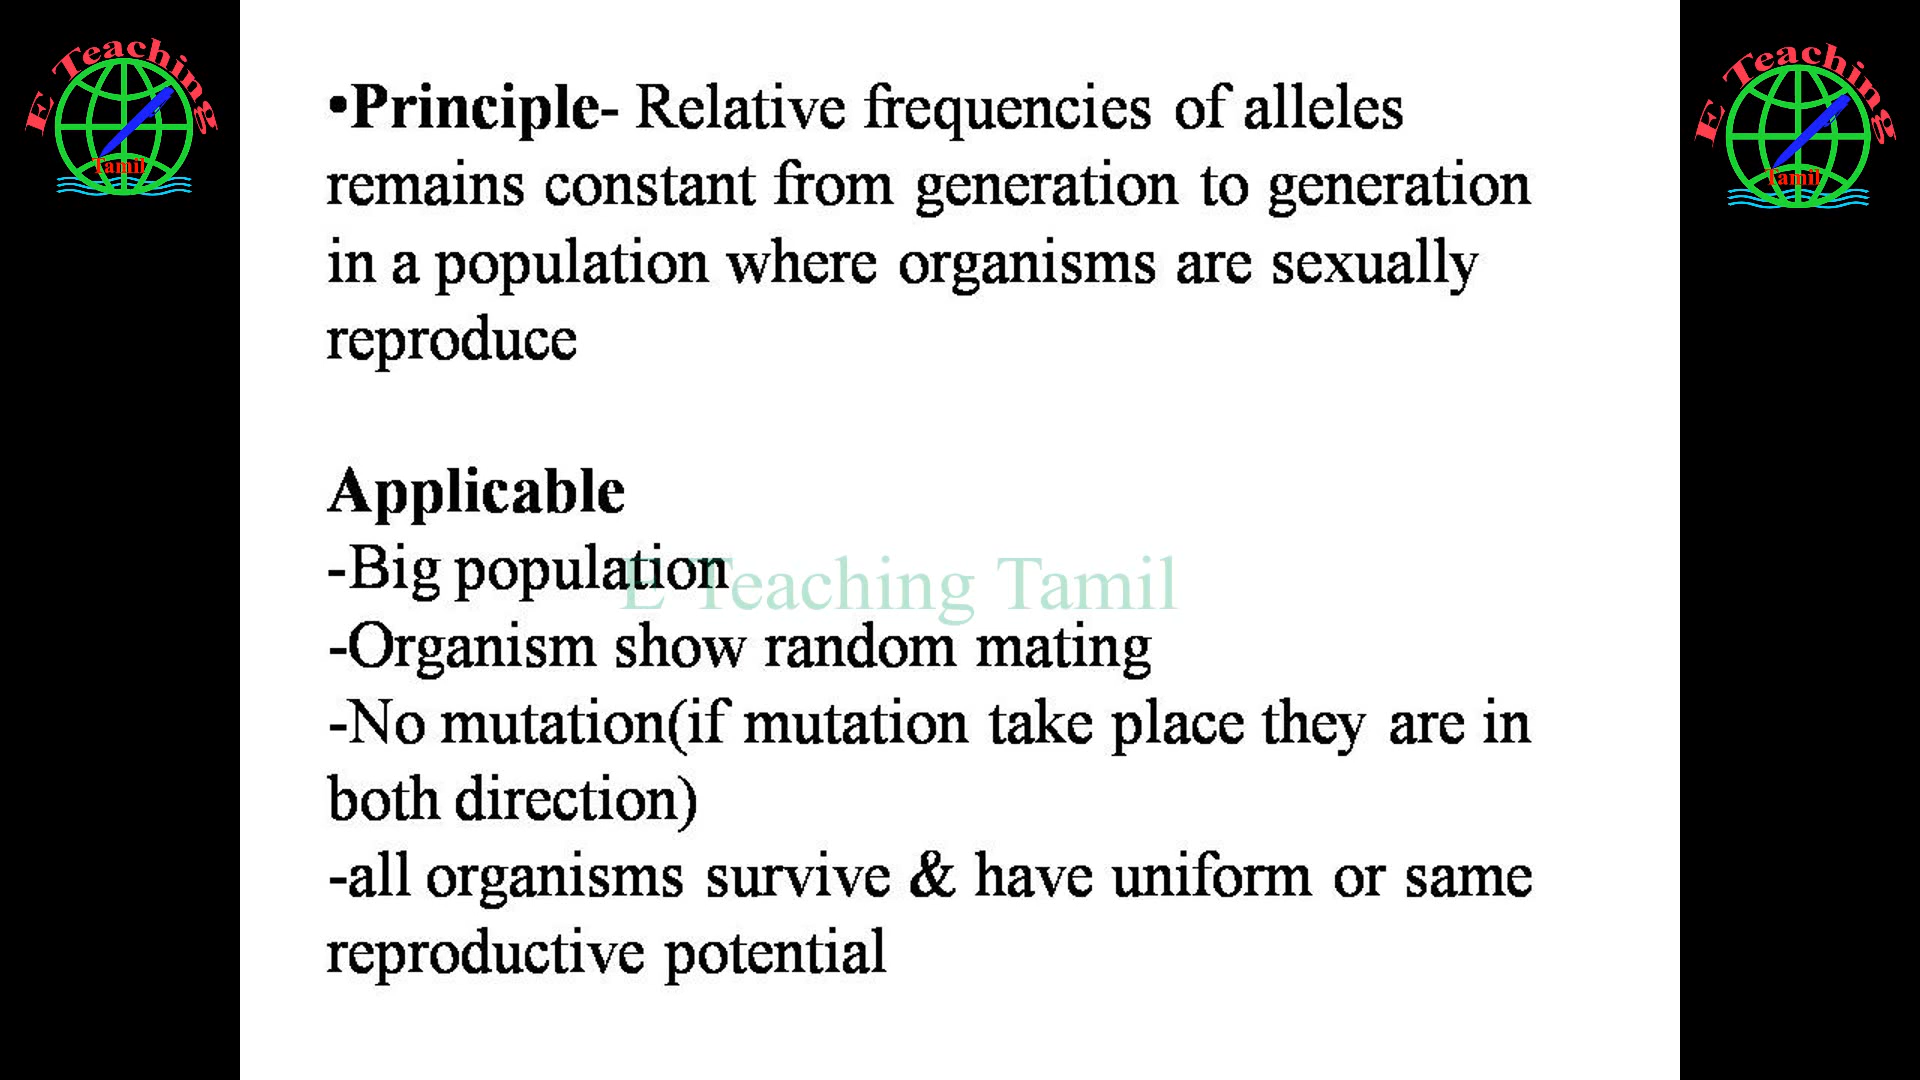 E Teaching
Tamil
E Teaching
Tamil
•Principle- Relative frequencies of alleles
remains constant from generation to generation
in a population where organisms are sexually
reproduce
Applicable
-Big population
E Teaching Tamil
-Organism show random mating
-No mutation(if mutation take place they are in
both direction)
-all organisms survive & have uniform or same
reproductive potential